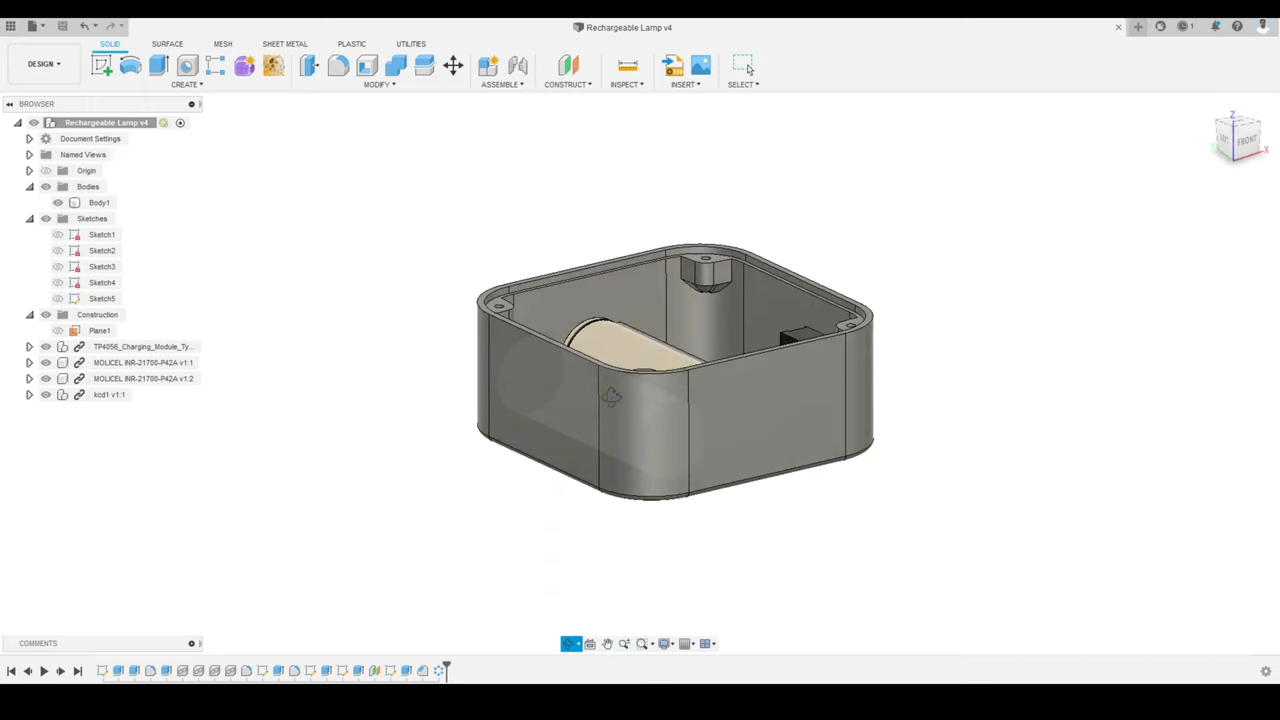 Rechargeable Lamp v4
1
DESIGN
SOLID SURFACE MESH SHEET METAL PLASTIC UTILITIES
CREATE MODIFY ASSEMBLE CONSTRUCT INSPECT INSERT SELECT
BROWSER
Rechargeable Lamp v4
Document Settings
Named Views
Origin
Bodies
Body1
Sketches
Sketch1
Sketch2
Sketch3
Sketch4
Sketch5
Construction
Plane1
TP4056_Charging_Module_Ty...
MOLICEL INR-21700-P42A v1:1
MOLICEL INR-21700-P42A v1:2
kcd1 v1:1
Z
FRONT
X
COMMENTS